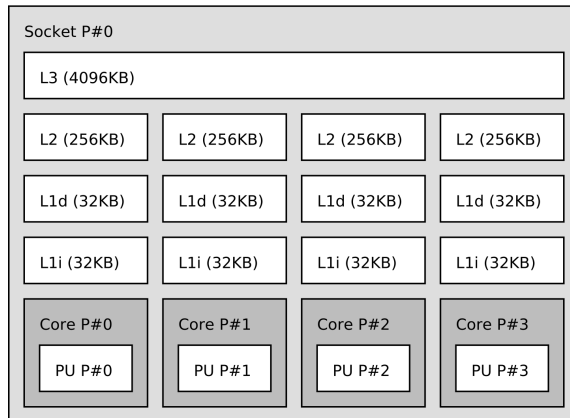 Socket P#0
L3 (4096KB)
L2 (256KB) L2 (256KB) L2 (256KB) L2 (256KB)
L1d (32KB) L1d (32KB) L1d (32KB) L1d (32KB)
L1i (32KB) L1i (32KB) L1i (32KB) L1i (32KB)
Core P#0 Core P#1 Core P#2 Core P#3
PU P#0 PU P#1 PU P#2 PU P#3